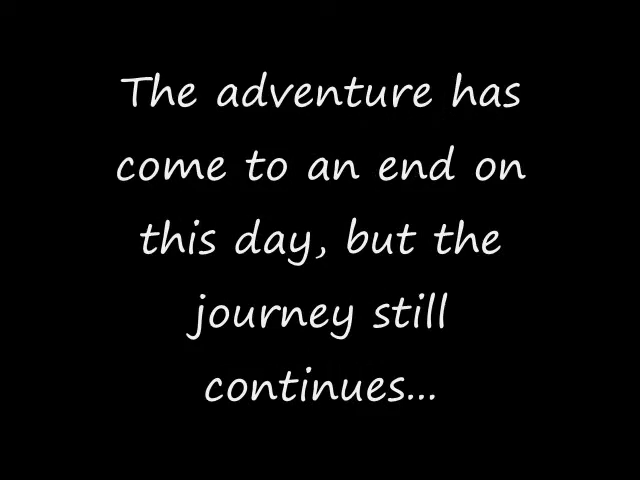 The adventure has
come to an end on
this day, but the
journey still
continues...